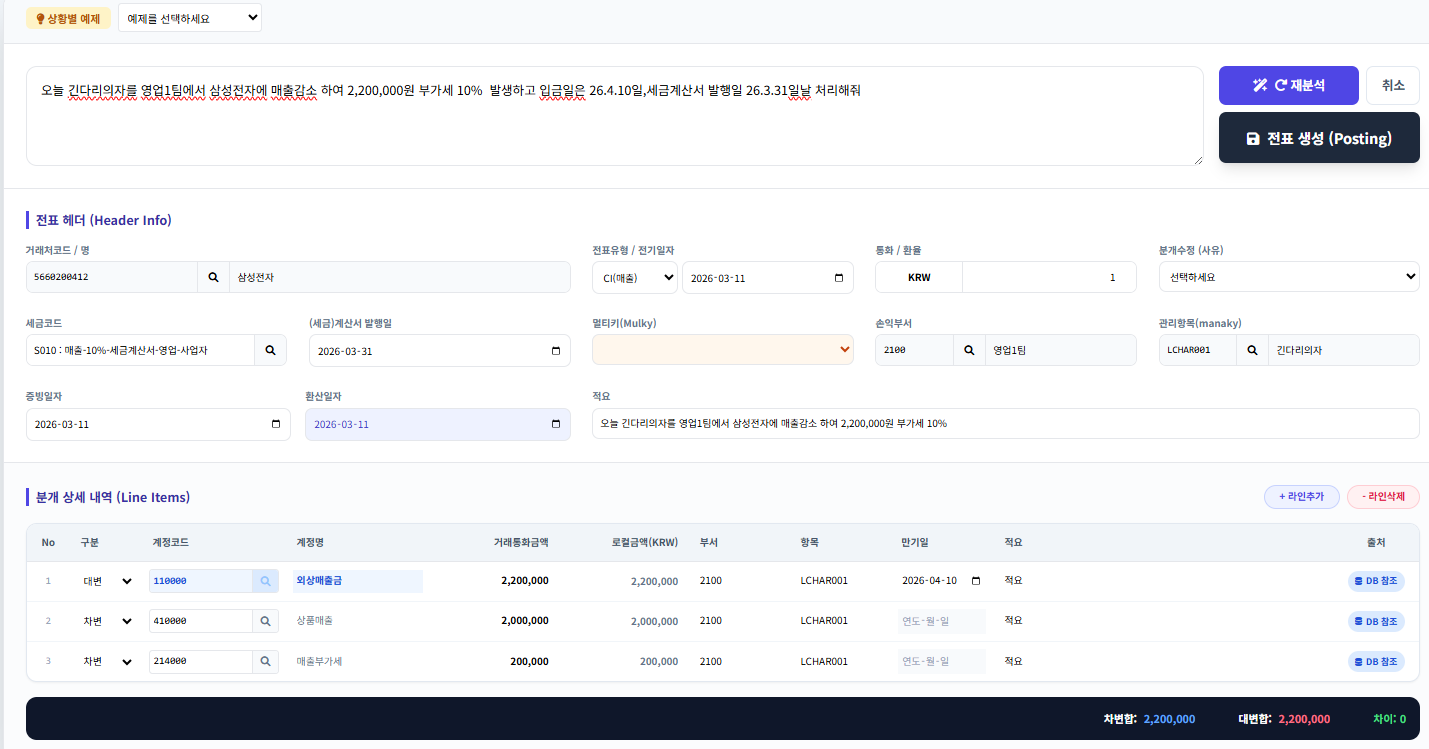 상황별 예제 예제를 선택하세요
오늘 긴다리의자를 영업1팀에서 삼성전자에 매출감소 하여 2,200,000원 부가세 10% 발생하고 입금일은 26.4.10일,세금계산서 발행일 26.3.31일날 처리해줘
재분석 취소
전표 생성 (Posting)
전표 헤더 (Header Info)
거래처코드 / 명 전표유형 / 전기일자 통화 / 환율 분개수정 (사유)
5660200412 삼성전자 CI(매출) 2026-03-11 KRW 1 선택하세요
세금코드 (세금)계산서 발행일 멀티키(Mulky) 손익부서 관리항목(manaky)
S010 : 매출-10%-세금계산서-영업-사업자 2026-03-31 2100 영업1팀 LCHAR001 긴다리의자
증빙일자 환산일자 적요
2026-03-11 2026-03-11 오늘 긴다리의자를 영업1팀에서 삼성전자에 매출감소 하여 2,200,000원 부가세 10%
분개 상세 내역 (Line Items) + 라인추가 - 라인삭제
No 구분 계정코드 계정명 거래통화금액 로컬금액(KRW) 부서 항목 만기일 적요 출처
1 대변 110000 외상매출금 2,200,000 2,200,000 2100 LCHAR001 2026-04-10 적요 DB 참조
2 차변 410000 상품매출 2,000,000 2,000,000 2100 LCHAR001 연도-월-일 적요 DB 참조
3 차변 214000 매출부가세 200,000 200,000 2100 LCHAR001 연도-월-일 적요 DB 참조
차변합: 2,200,000 대변합: 2,200,000 차이: 0